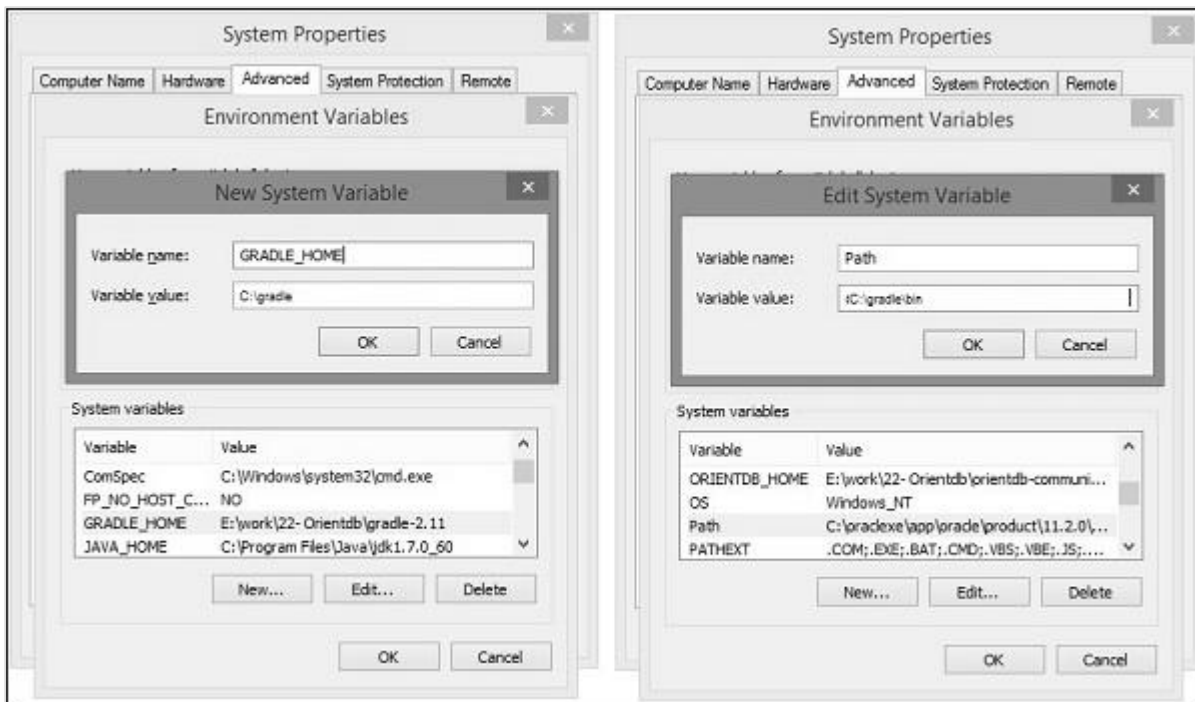 System Properties
Computer Name Hardware Advanced System Protection Remote
Environment Variables
New System Variable
Variable name: GRADLE_HOME
Variable value: C:\gradle
OK Cancel
System variables
Variable Value
ComSpec C:\Windows\system32\cmd.exe
FP_NO_HOST_C... NO
GRADLE_HOME E:\work\22- Orientdb\gradle-2.11
JAVA_HOME C:\Program Files\Java\jdk1.7.0_60
New... Edit... Delete
OK Cancel
System Properties
Computer Name Hardware Advanced System Protection Remote
Environment Variables
Edit System Variable
Variable name: Path
Variable value: ;C:\gradle\bin
OK Cancel
System variables
Variable Value
ORIENTDB_HOME E:\work\22- Orientdb\orientdb-communi...
OS Windows_NT
Path C:\oraclexe\app\oracle\product\11.2.0\...
PATHEXT .COM;.EXE;.BAT;.CMD;.VBS;.VBE;.JS;....
New... Edit... Delete
OK Cancel